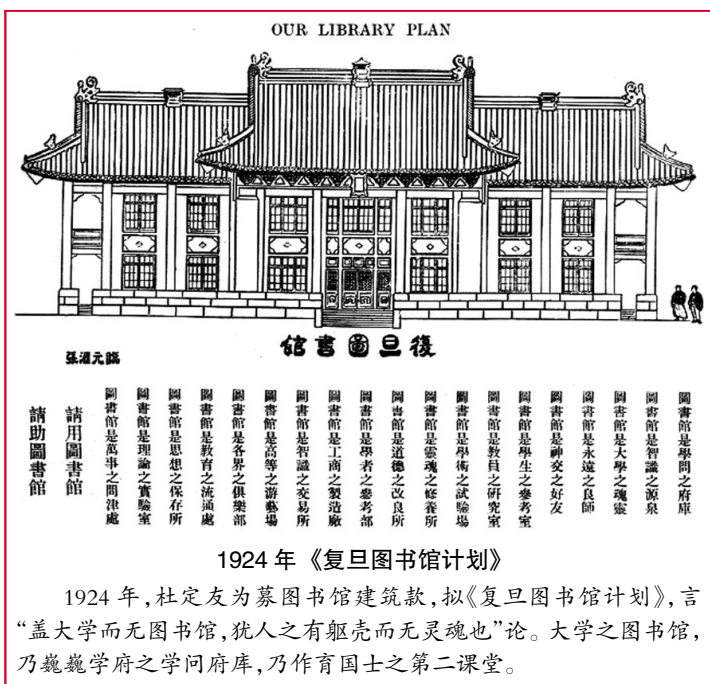 OUR LIBRARY PLAN
復旦圖書館
圖書館是學問之府庫
圖書館是智識之源泉
圖書館是大學之魂靈
圖書館是永遠之良師
圖書館是神交之好友
圖書館是學生之參考室
圖書館是教員之研究室
圖書館是學術之試驗場
圖書館是靈魂之修養所
圖書館是道德之改良所
圖書館是學者之參考部
圖書館是工商之製造廠
圖書館是智識之交易所
圖書館是高等之游藝場
圖書館是各界之俱樂部
圖書館是教育之流通處
圖書館是思想之保存所
圖書館是理論之實驗室
圖書館是萬事之問津處
請用圖書館
請助圖書館
1924 年《复旦图书馆计划》
1924 年,杜定友为募图书馆建筑款,拟《复旦图书馆计划》,言
“盖大学而无图书馆,犹人之有躯壳而无灵魂也”论。大学之图书馆,
乃巍巍学府之学问府库,乃作育国士之第二课堂。